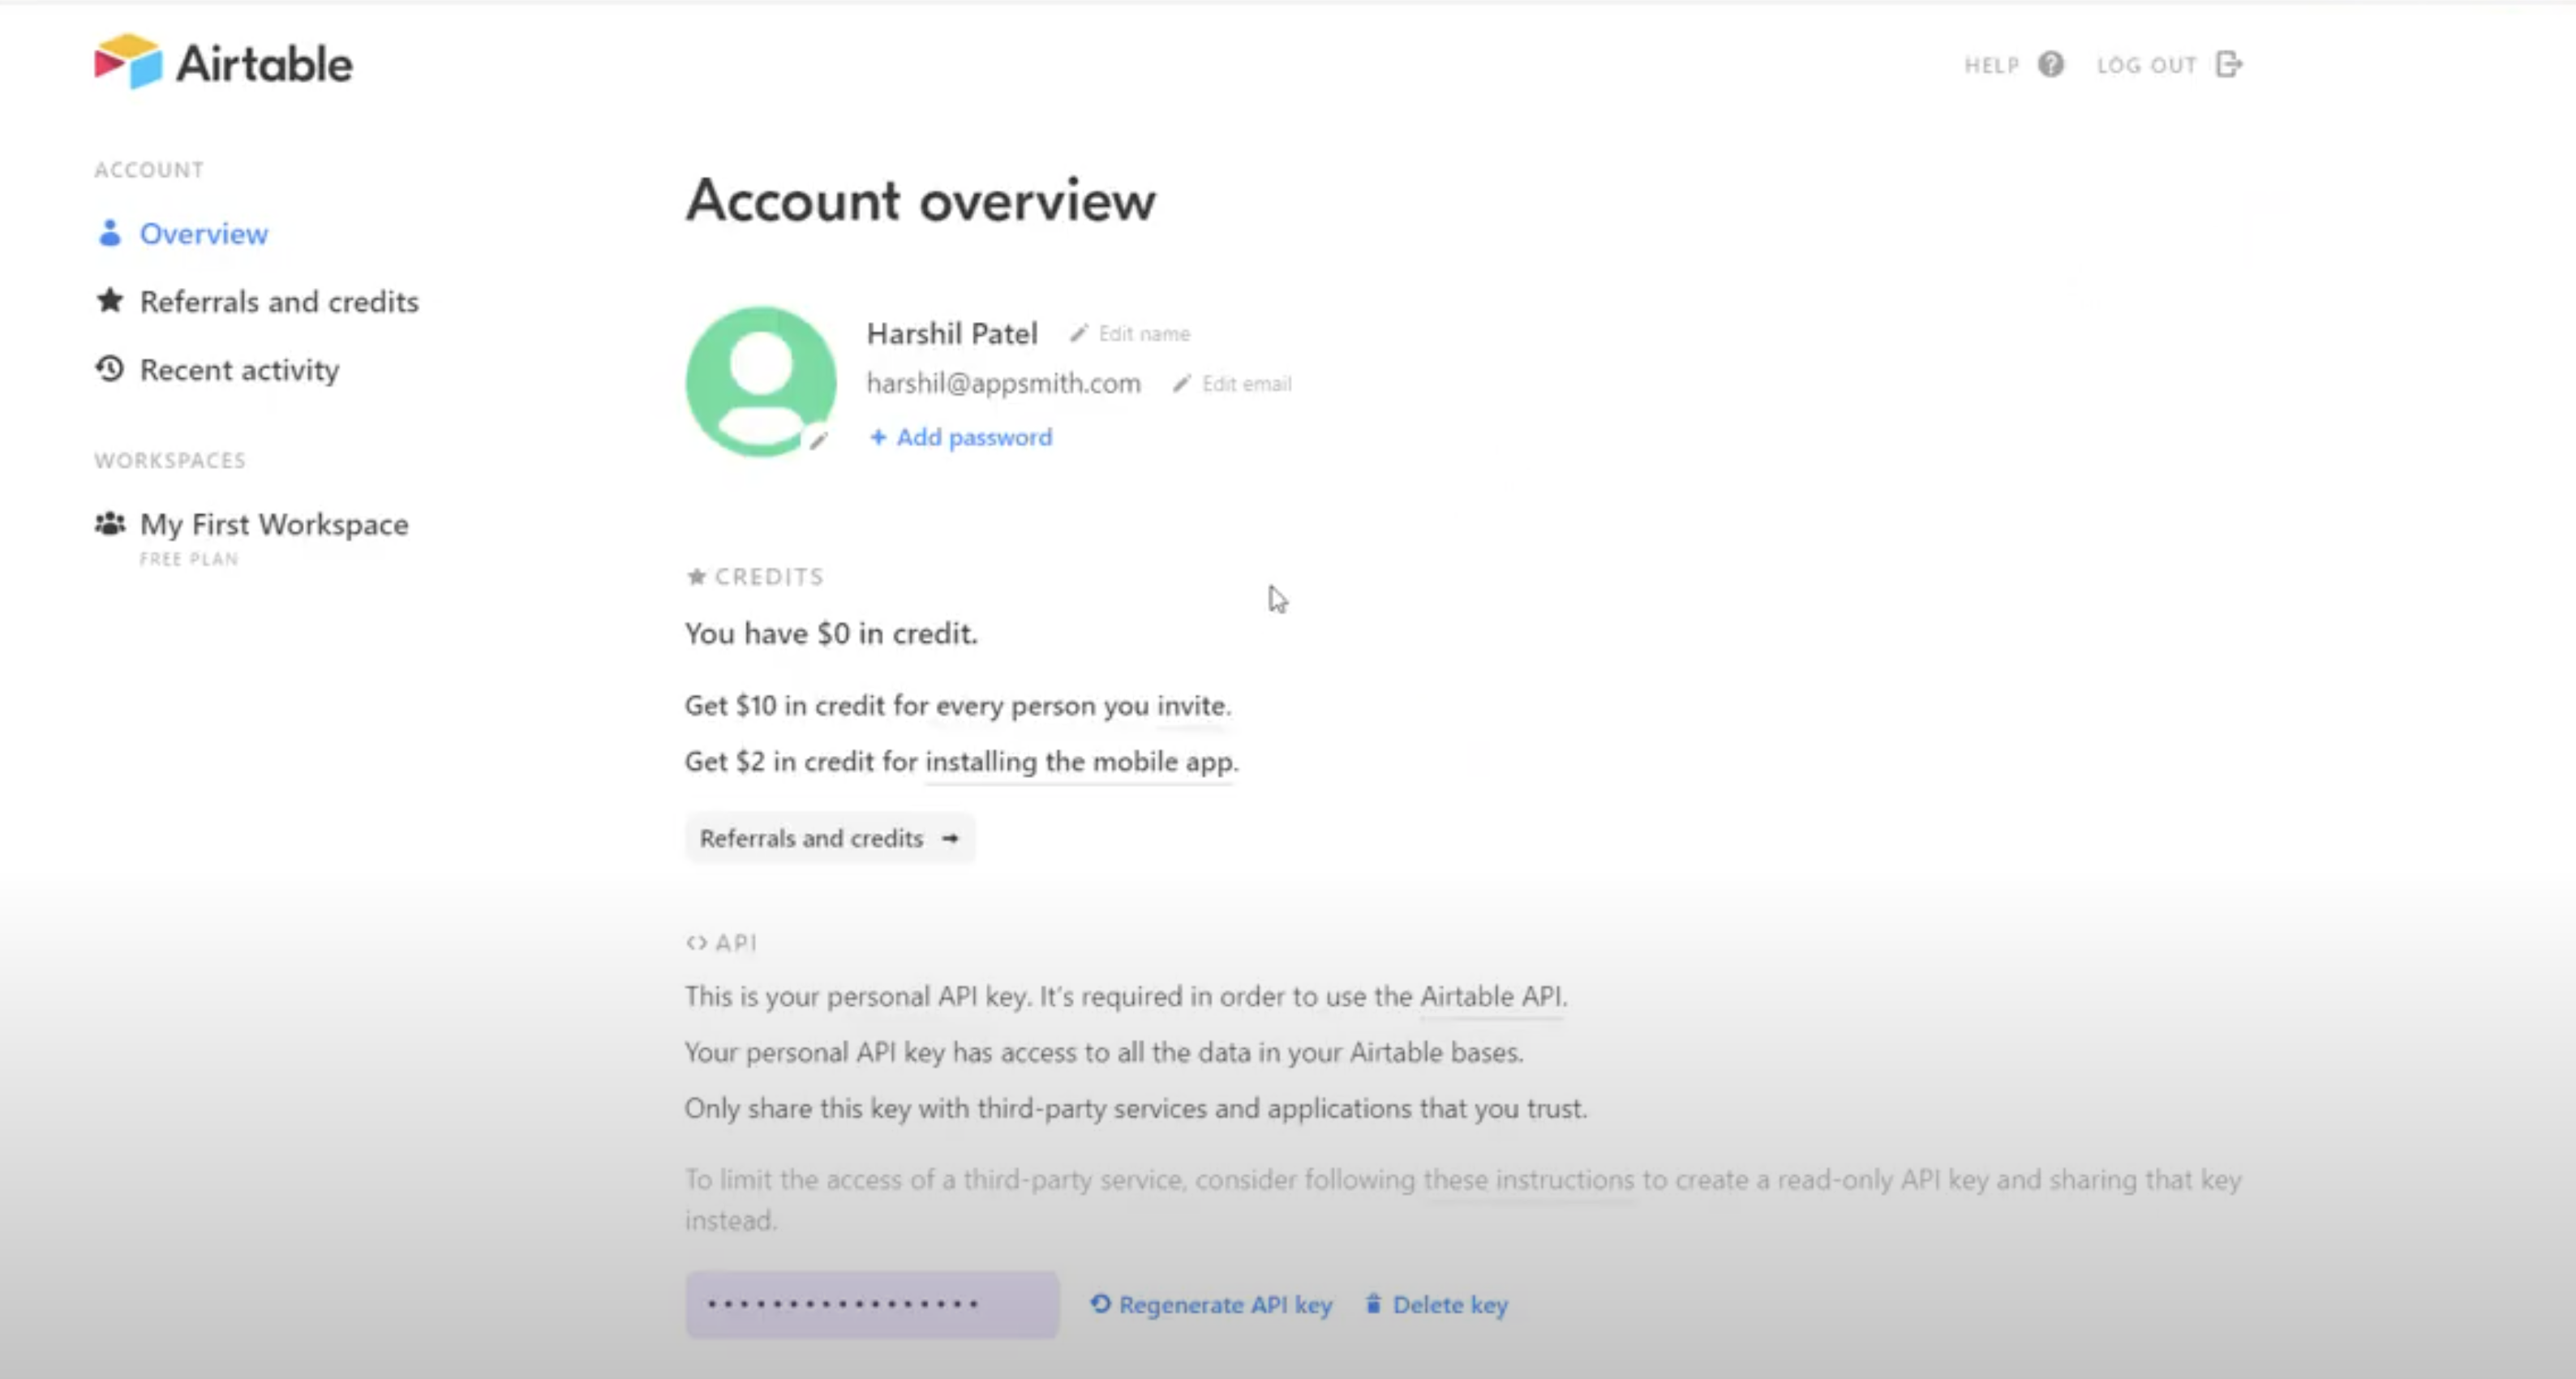 Airtable
HELP
LOG OUT
ACCOUNT
Overview
Referrals and credits
Recent activity
WORKSPACES
My First Workspace
FREE PLAN
Account overview
Harshil Patel Edit name
harshil@appsmith.com Edit email
+ Add password
CREDITS
You have $0 in credit.
Get $10 in credit for every person you invite.
Get $2 in credit for installing the mobile app.
Referrals and credits →
<> API
This is your personal API key. It's required in order to use the Airtable API.
Your personal API key has access to all the data in your Airtable bases.
Only share this key with third-party services and applications that you trust.
To limit the access of a third-party service, consider following these instructions to create a read-only API key and sharing that key
instead.
•••••••••••••••••
Regenerate API key
Delete key